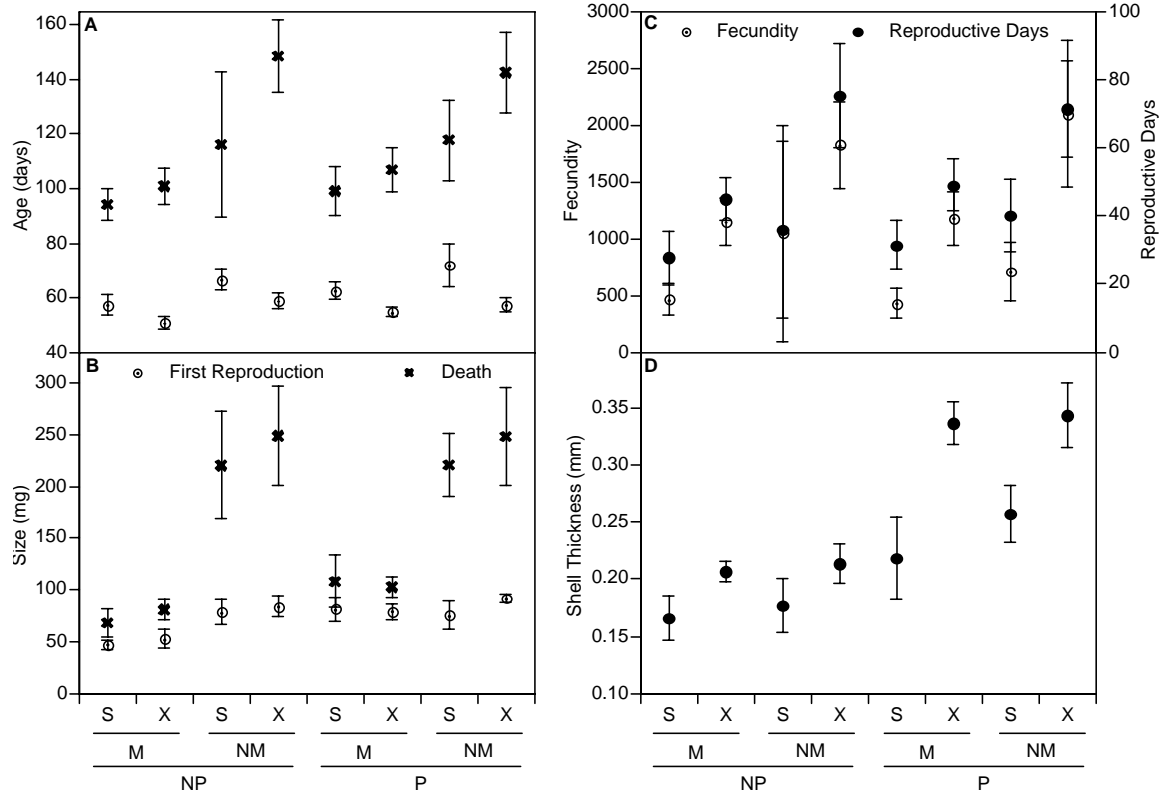 A
160
140
120
100
80
60
40
Age (days)
B
First Reproduction
Death
300
250
200
150
100
50
0
Size (mg)
S X S X S X S X
M NM M NM
NP P
C
Fecundity
Reproductive Days
3000
2500
2000
1500
1000
500
0
Fecundity
100
80
60
40
20
0
Reproductive Days
D
0.35
0.30
0.25
0.20
0.15
0.10
Shell Thickness (mm)
S X S X S X S X
M NM M NM
NP P